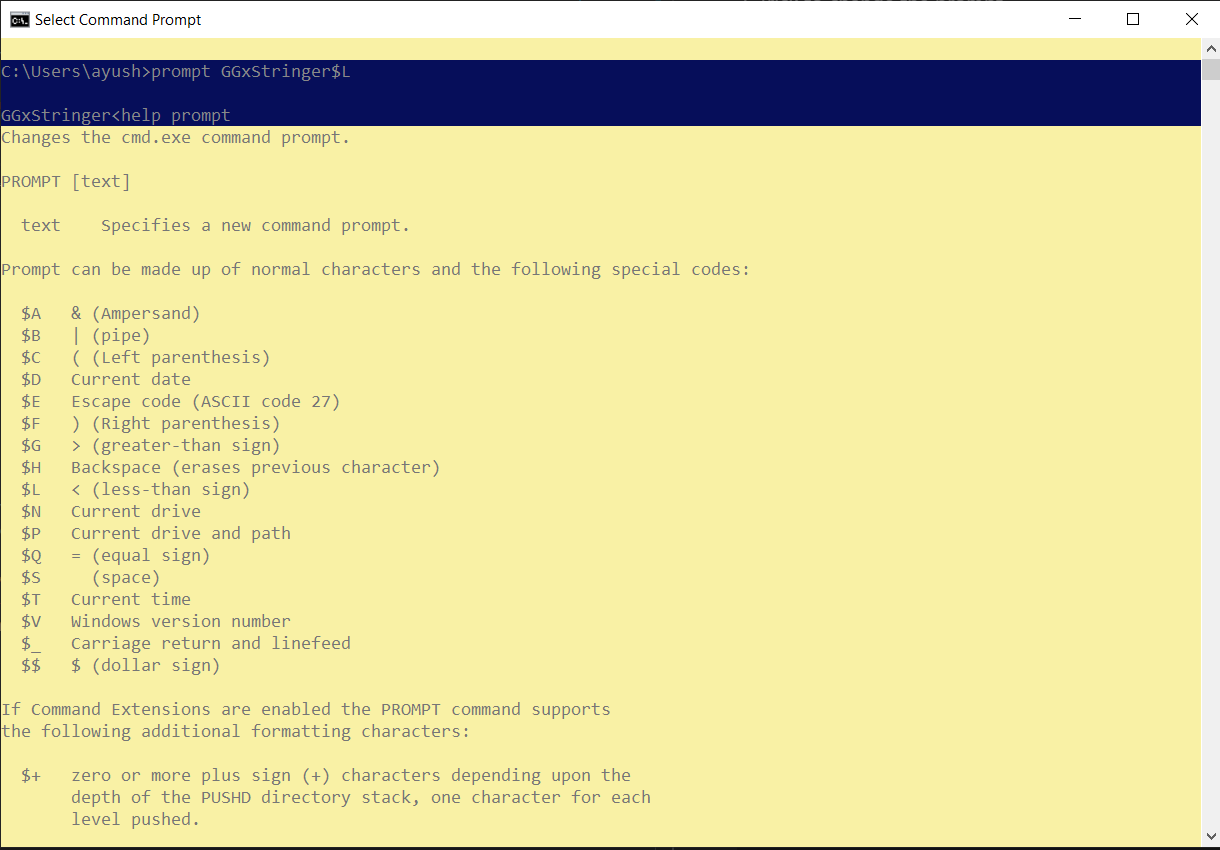 Select Command Prompt
C:\Users\ayush>prompt GGxStringer$L
GGxStringer<help prompt
Changes the cmd.exe command prompt.
PROMPT [text]
text    Specifies a new command prompt.
Prompt can be made up of normal characters and the following special codes:
$A   & (Ampersand)
$B   | (pipe)
$C   ( (Left parenthesis)
$D   Current date
$E   Escape code (ASCII code 27)
$F   ) (Right parenthesis)
$G   > (greater-than sign)
$H   Backspace (erases previous character)
$L   < (less-than sign)
$N   Current drive
$P   Current drive and path
$Q   = (equal sign)
$S     (space)
$T   Current time
$V   Windows version number
$_   Carriage return and linefeed
$$   $ (dollar sign)
If Command Extensions are enabled the PROMPT command supports
the following additional formatting characters:
$+   zero or more plus sign (+) characters depending upon the
depth of the PUSHD directory stack, one character for each
level pushed.